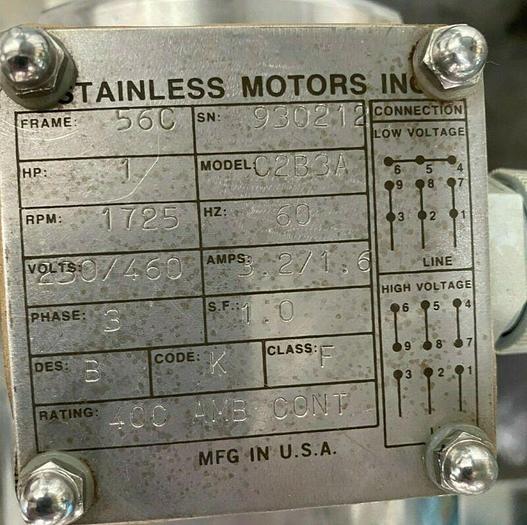 STAINLESS MOTORS INC
FRAME: 56C SN: 930212
HP: 1 MODEL: C2B3A
RPM: 1725 HZ: 60
VOLTS: 230/460 AMPS: 3.2/1.6
PHASE: 3 S.F.: 1.0
DES: B CODE: K CLASS: F
RATING: 40C AMB CONT
MFG IN U.S.A.
CONNECTION
LOW VOLTAGE
6 5 4
9 8 7
3 2 1
LINE
HIGH VOLTAGE
6 5 4
9 8 7
3 2 1